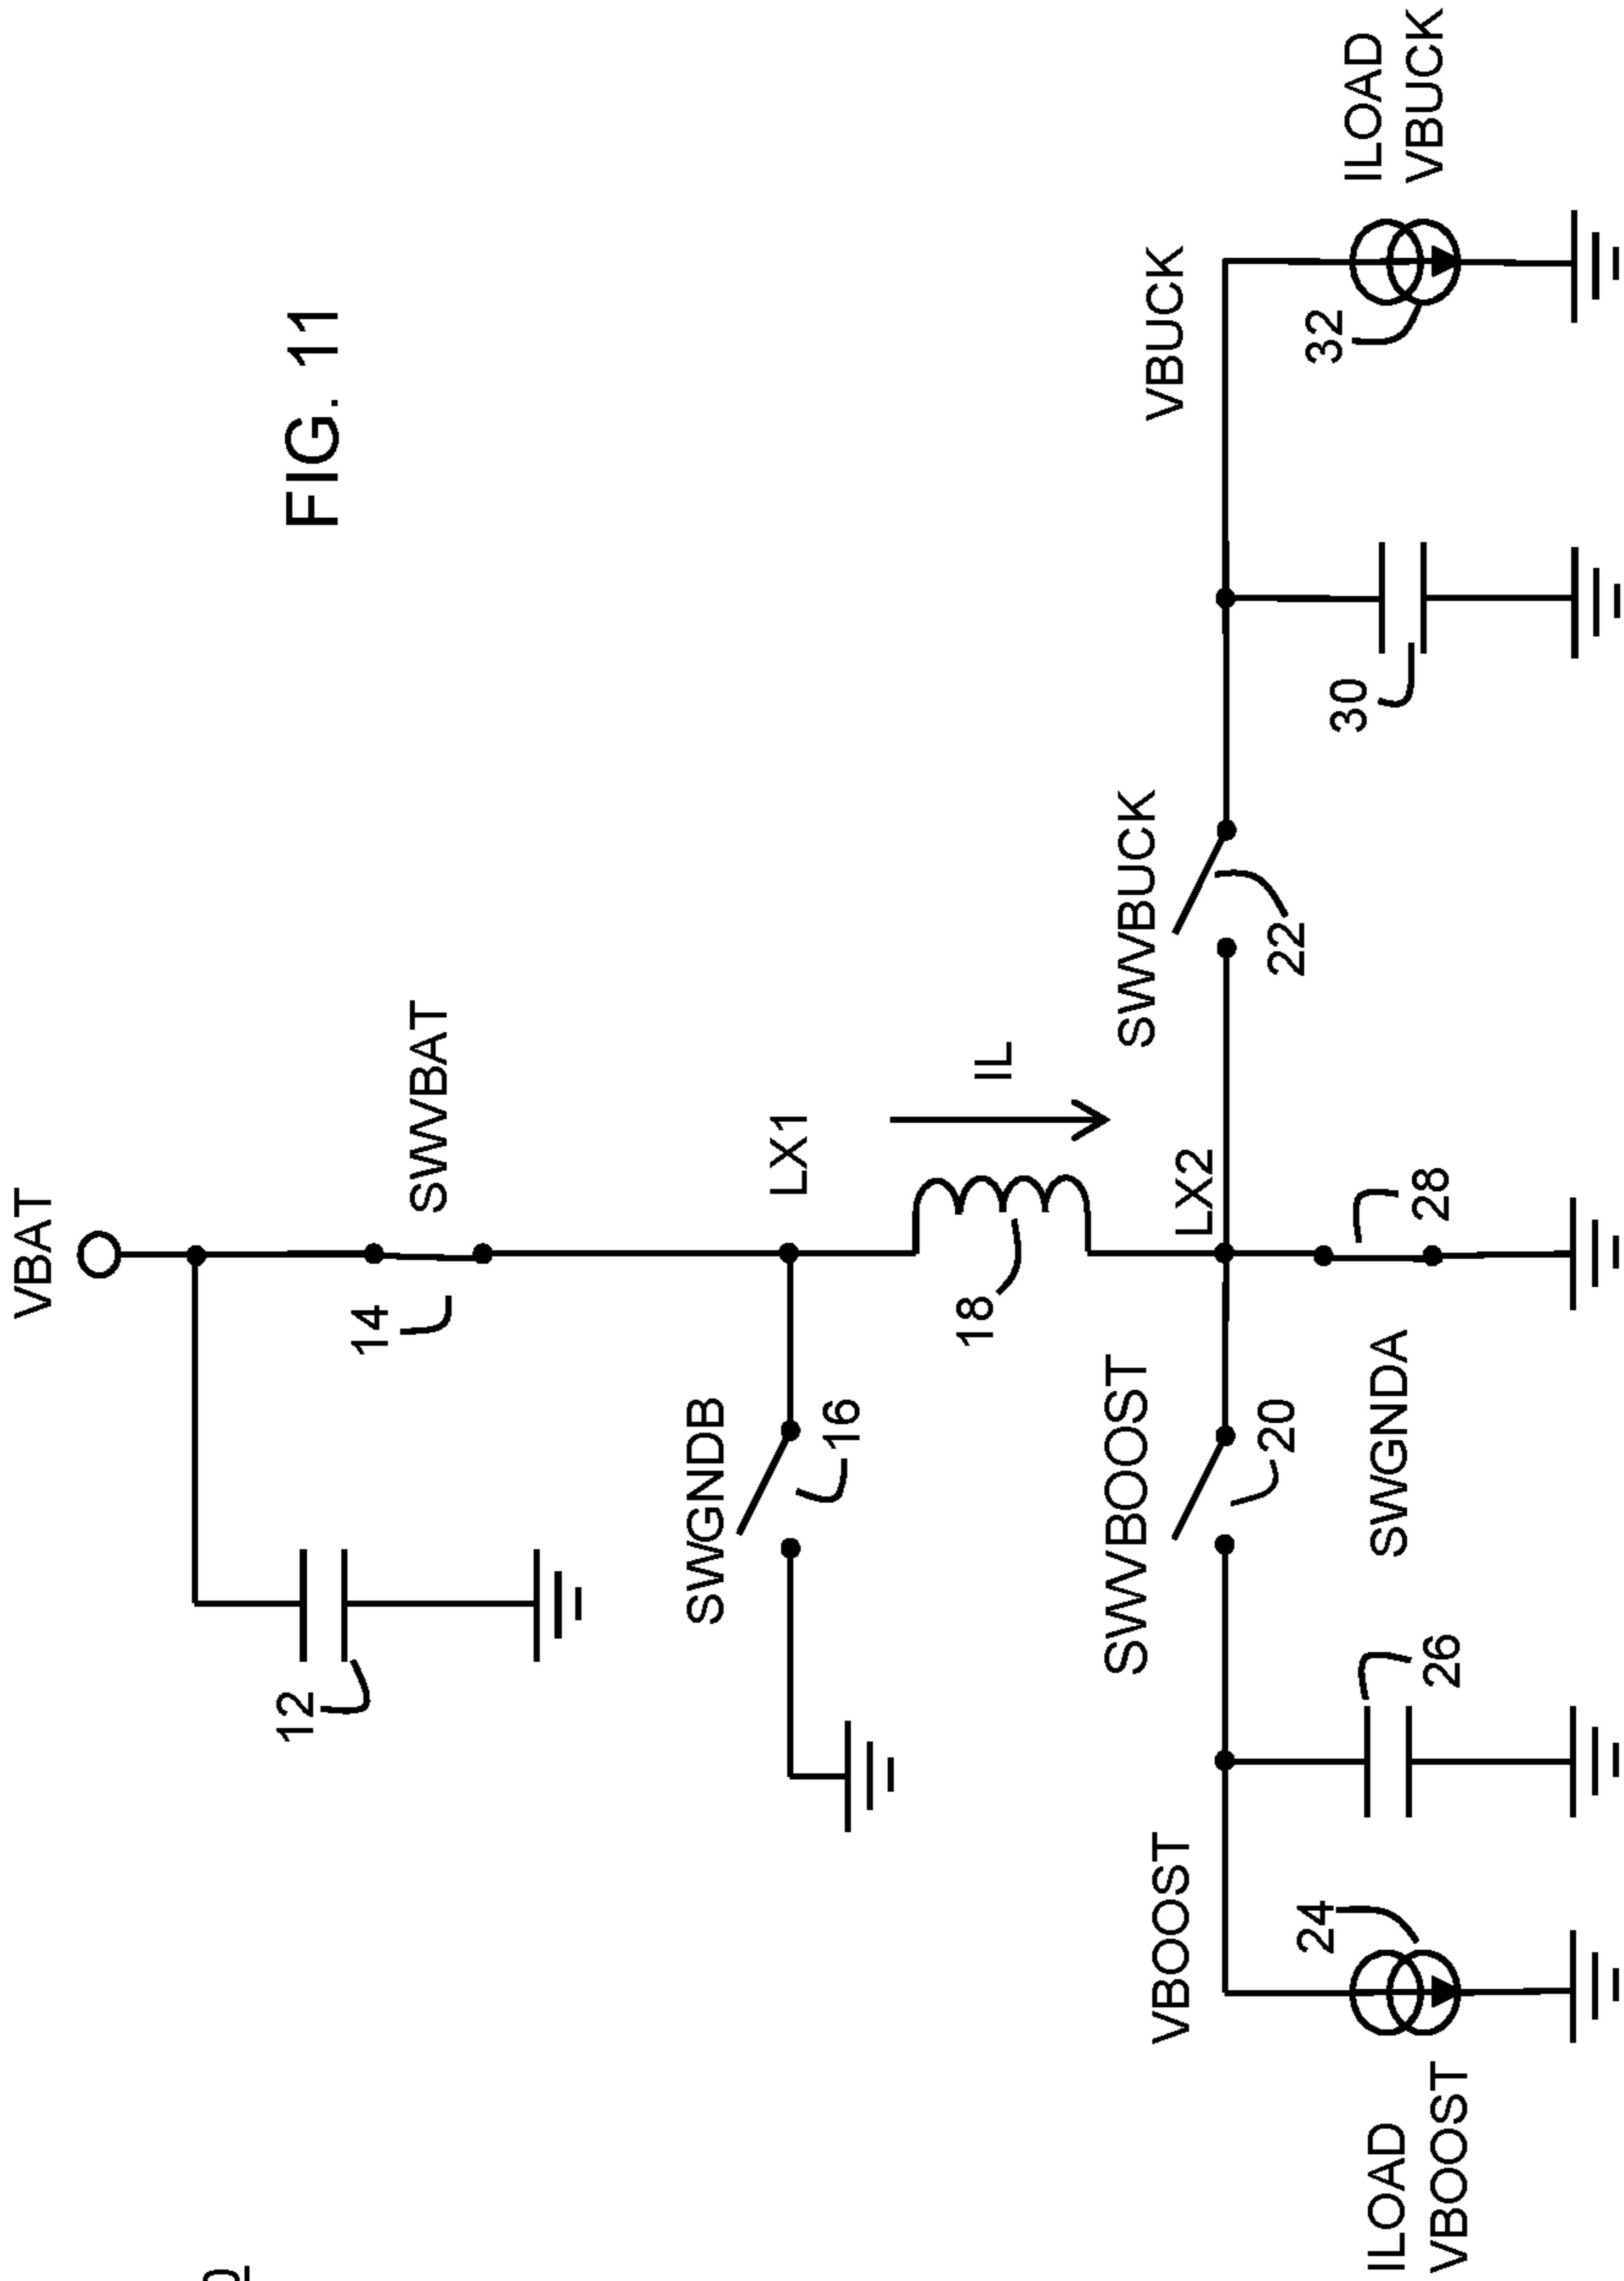 VBAT
FIG. 11
12
14
SWVBAT
SWGNDB
LX1
16
18
IL
VBOOST
SWVBOOST
LX2
SWVBUCK
VBUCK
20
22
24
32
30
ILOAD
VBOOST
26
SWGNDA
28
ILOAD
VBUCK